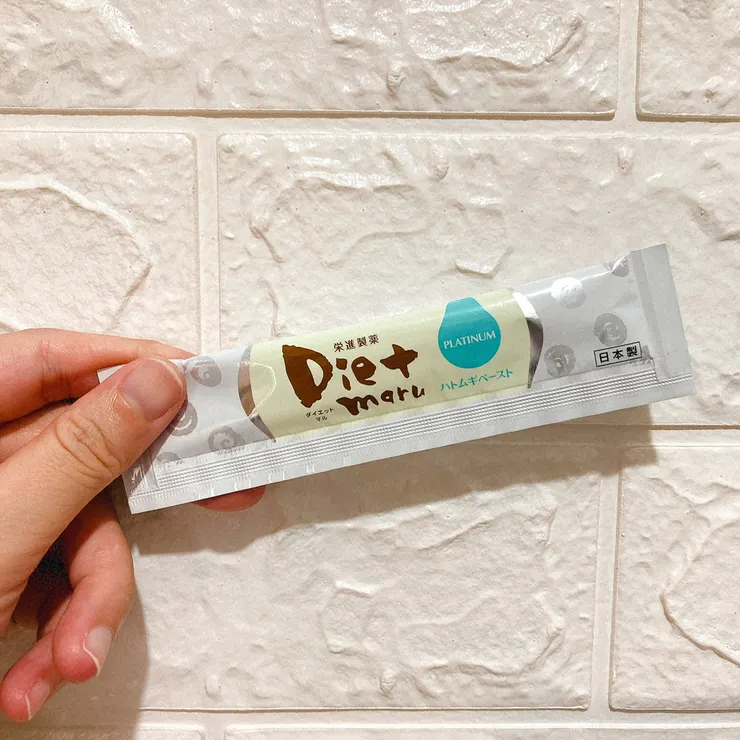 栄進製薬
Diet
maru
ダイエット
マル
PLATINUM
ハトムギペースト
日本製